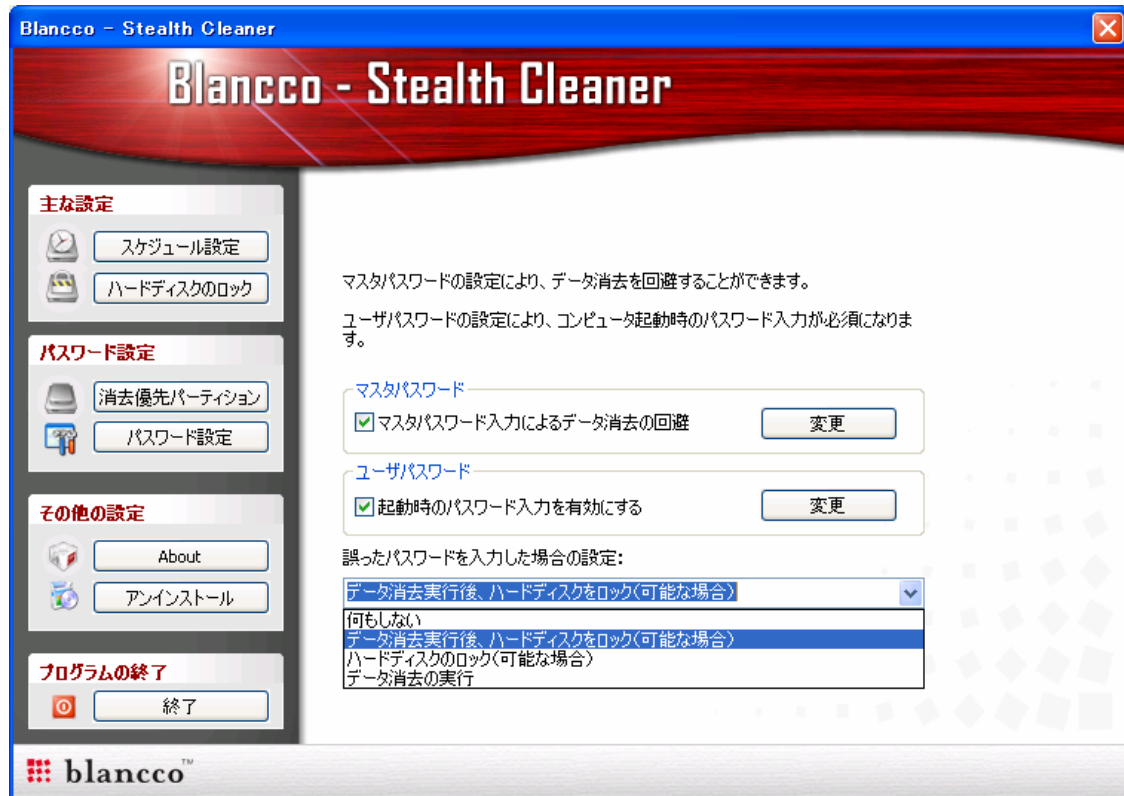 Blancco - Stealth Cleaner
Blancco - Stealth Cleaner
主な設定
スケジュール設定
ハードディスクのロック
パスワード設定
消去優先パーティション
パスワード設定
その他の設定
About
アンインストール
プログラムの終了
終了
マスタパスワードの設定により、データ消去を回避することができます。
ユーザパスワードの設定により、コンピュータ起動時のパスワード入力が必須になりま
す。
マスタパスワード
マスタパスワード入力によるデータ消去の回避
変更
ユーザパスワード
起動時のパスワード入力を有効にする
変更
誤ったパスワードを入力した場合の設定:
データ消去実行後、ハードディスクをロック(可能な場合)
何もしない
データ消去実行後、ハードディスクをロック(可能な場合)
ハードディスクのロック(可能な場合)
データ消去の実行
blancco™